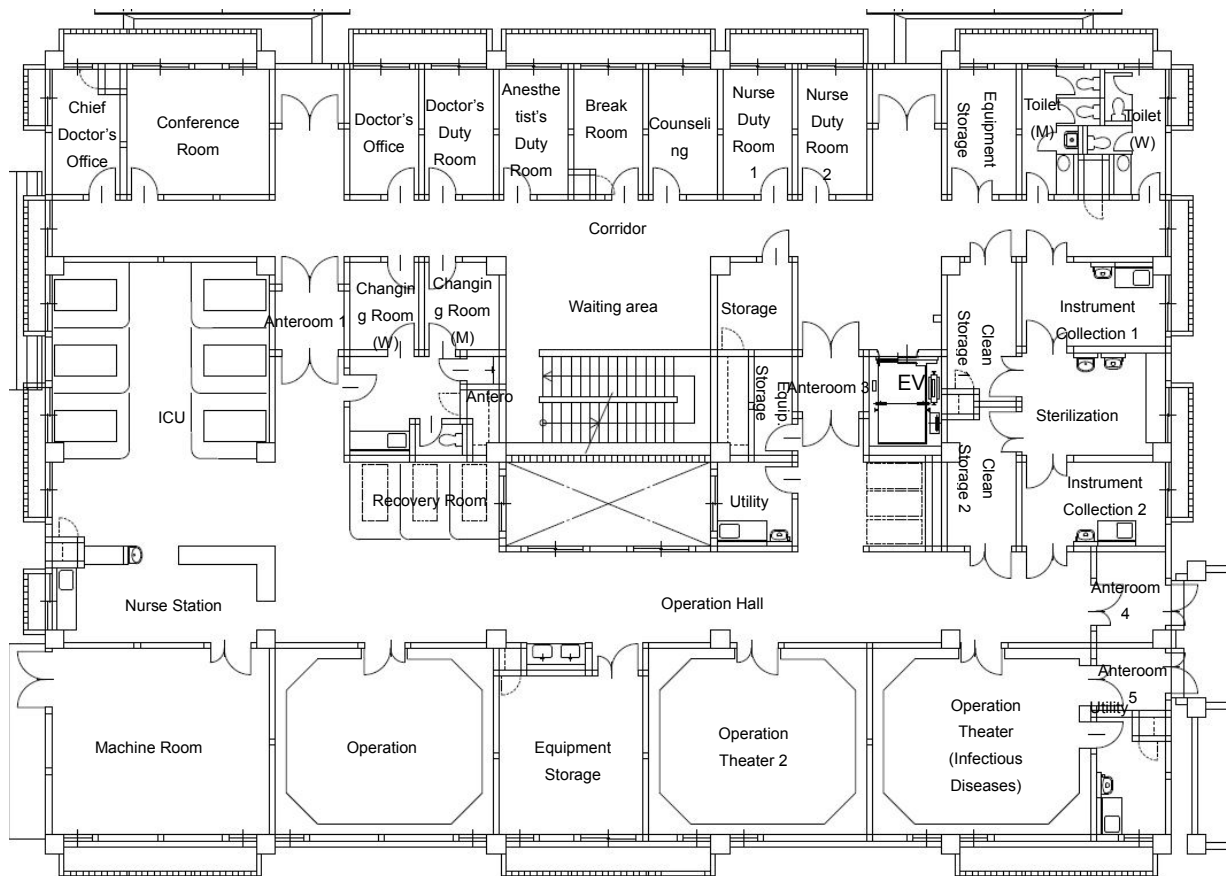 Chief
Doctor's
Office
Conference
Room
Doctor's
Office
Doctor's
Duty
Room
Anesthe
tist's
Duty
Room
Break
Room
Counseli
ng
Nurse
Duty
Room
1
Nurse
Duty
Room
2
Equipment
Storage
Toilet
(M)
Toilet
(W)
Corridor
Anteroom 1
Changin
g Room
(W)
Changin
g Room
(M)
Waiting area
Storage
Clean
Storage 1
Instrument
Collection 1
ICU
Antero
Equip.
Storage
Anteroom 3
EV
Sterilization
Recovery Room
Utility
Clean
Storage 2
Instrument
Collection 2
Nurse Station
Operation Hall
Anteroom
4
Anteroom
5
Utility
Machine Room
Operation
Equipment
Storage
Operation
Theater 2
Operation
Theater
(Infectious
Diseases)